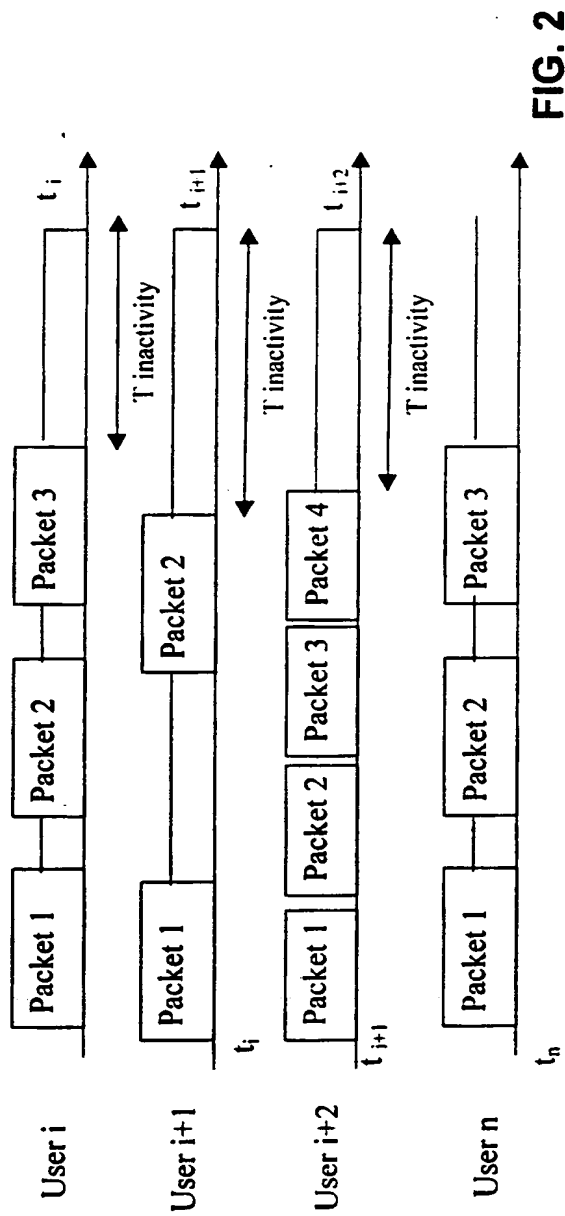 User i
Packet 1
Packet 2
Packet 3
t i
T inactivity
User i+1
Packet 1
Packet 2
t i+1
t i
T inactivity
User i+2
Packet 1
Packet 2
Packet 3
Packet 4
t i+2
t i+1
T inactivity
User n
Packet 1
Packet 2
Packet 3
t n
FIG. 2